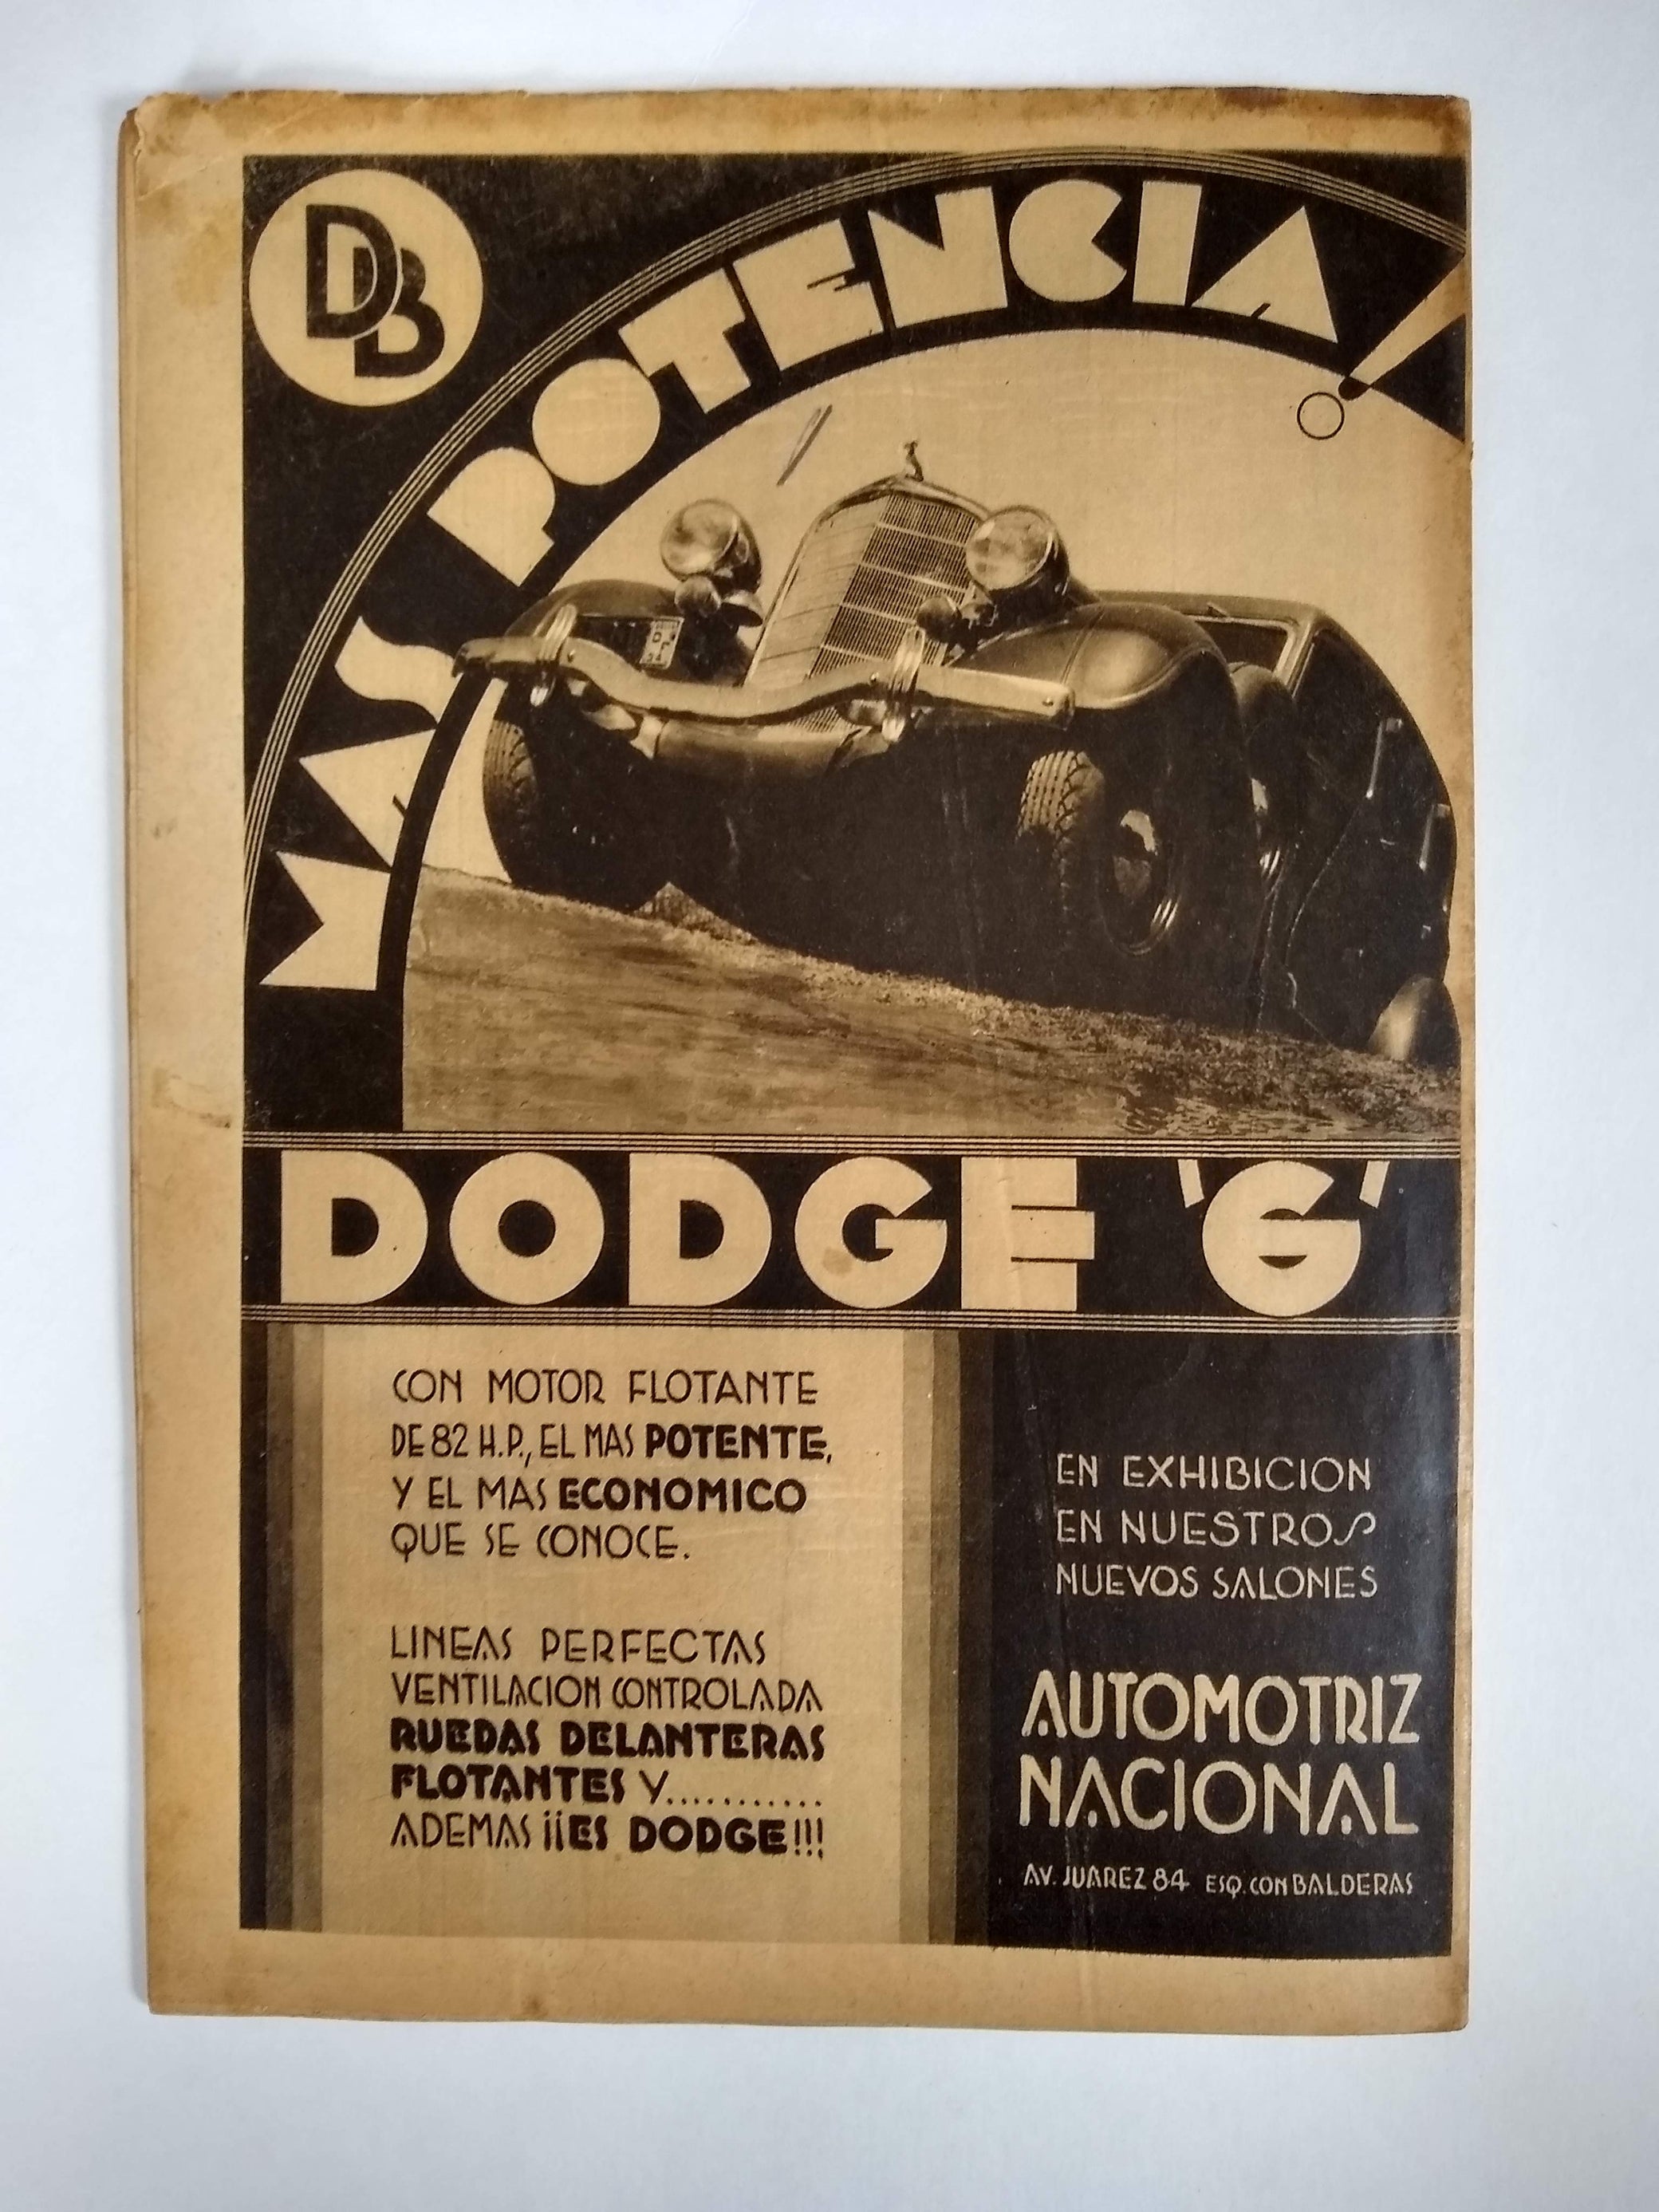 DB
MAS POTENCIA!
DODGE '6'
CON MOTOR FLOTANTE
DE 82 H.P., EL MAS POTENTE,
Y EL MAS ECONOMICO
QUE SE CONOCE.
LINEAS PERFECTAS
VENTILACION CONTROLADA
RUEDAS DELANTERAS
FLOTANTES Y...........
ADEMAS ¡¡ES DODGE!!!
EN EXHIBICION
EN NUESTROS
NUEVOS SALONES
AUTOMOTRIZ
NACIONAL
AV. JUAREZ 84 ESQ. CON BALDERAS